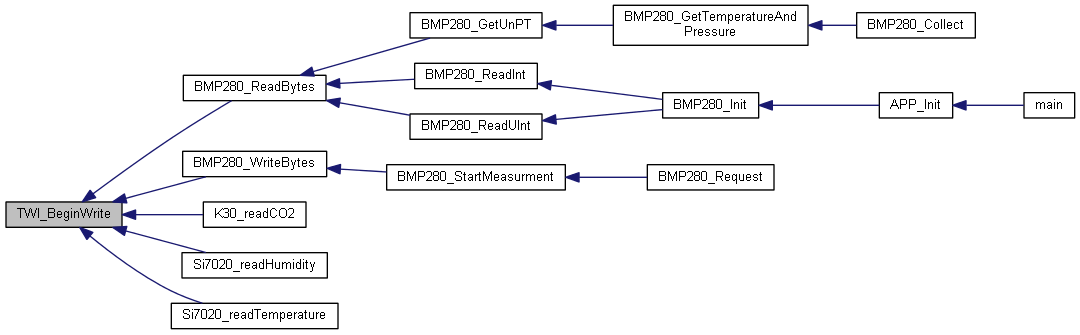 BMP280_GetUnPT
BMP280_GetTemperatureAnd
Pressure
BMP280_Collect
BMP280_ReadBytes
BMP280_ReadInt
BMP280_ReadUInt
BMP280_Init
APP_Init
main
BMP280_WriteBytes
BMP280_StartMeasurment
BMP280_Request
TWI_BeginWrite
K30_readCO2
Si7020_readHumidity
Si7020_readTemperature